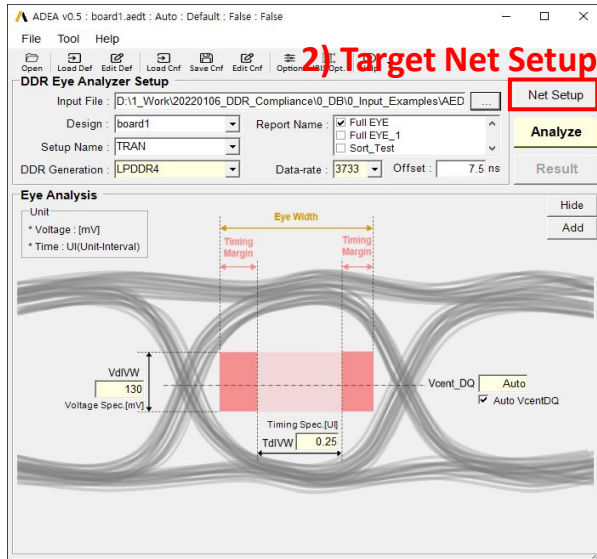 ADEA v0.5 : board1.aedt : Auto : Default : False : False
File Tool Help
Open Load Def Edit Def Load Cnf Save Cnf Edit Cnf
2) Target Net Setup
DDR Eye Analyzer Setup
Net Setup
Input File : D:\1_Work\20220106_DDR_Compliance\0_DB\0_Input_Examples\AED ...
Design : board1 Report Name : Full EYE
Full EYE_1
Analyze
Setup Name : TRAN Sort_Test
DDR Generation : LPDDR4 Data-rate : 3733 Offset : 7.5 ns Result
Eye Analysis
Hide
Unit
* Voltage : [mV]
Add
* Time : UI(Unit-Interval)
Eye Width
Timing Margin
Timing Margin
VdIVW
130
Voltage Spec.[mV]
Vcent_DQ Auto
Auto VcentDQ
Timing Spec.[UI]
TdIVW 0.25